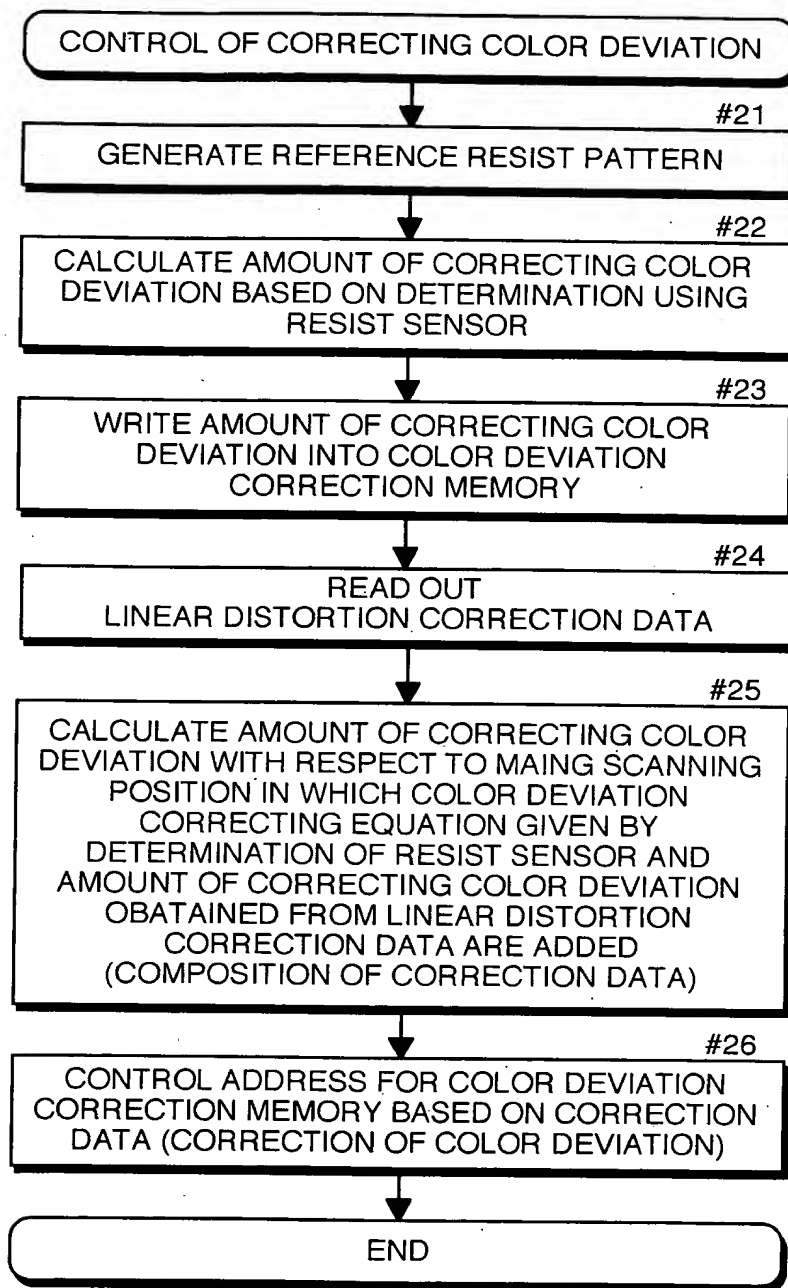 CONTROL OF CORRECTING COLOR DEVIATION
#21
GENERATE REFERENCE RESIST PATTERN
#22
CALCULATE AMOUNT OF CORRECTING COLOR
DEVIATION BASED ON DETERMINATION USING
RESIST SENSOR
#23
WRITE AMOUNT OF CORRECTING COLOR
DEVIATION INTO COLOR DEVIATION
CORRECTION MEMORY
#24
READ OUT
LINEAR DISTORTION CORRECTION DATA
#25
CALCULATE AMOUNT OF CORRECTING COLOR
DEVIATION WITH RESPECT TO MAING SCANNING
POSITION IN WHICH COLOR DEVIATION
CORRECTING EQUATION GIVEN BY
DETERMINATION OF RESIST SENSOR AND
AMOUNT OF CORRECTING COLOR DEVIATION
OBATAINED FROM LINEAR DISTORTION
CORRECTION DATA ARE ADDED
(COMPOSITION OF CORRECTION DATA)
#26
CONTROL ADDRESS FOR COLOR DEVIATION
CORRECTION MEMORY BASED ON CORRECTION
DATA (CORRECTION OF COLOR DEVIATION)
END